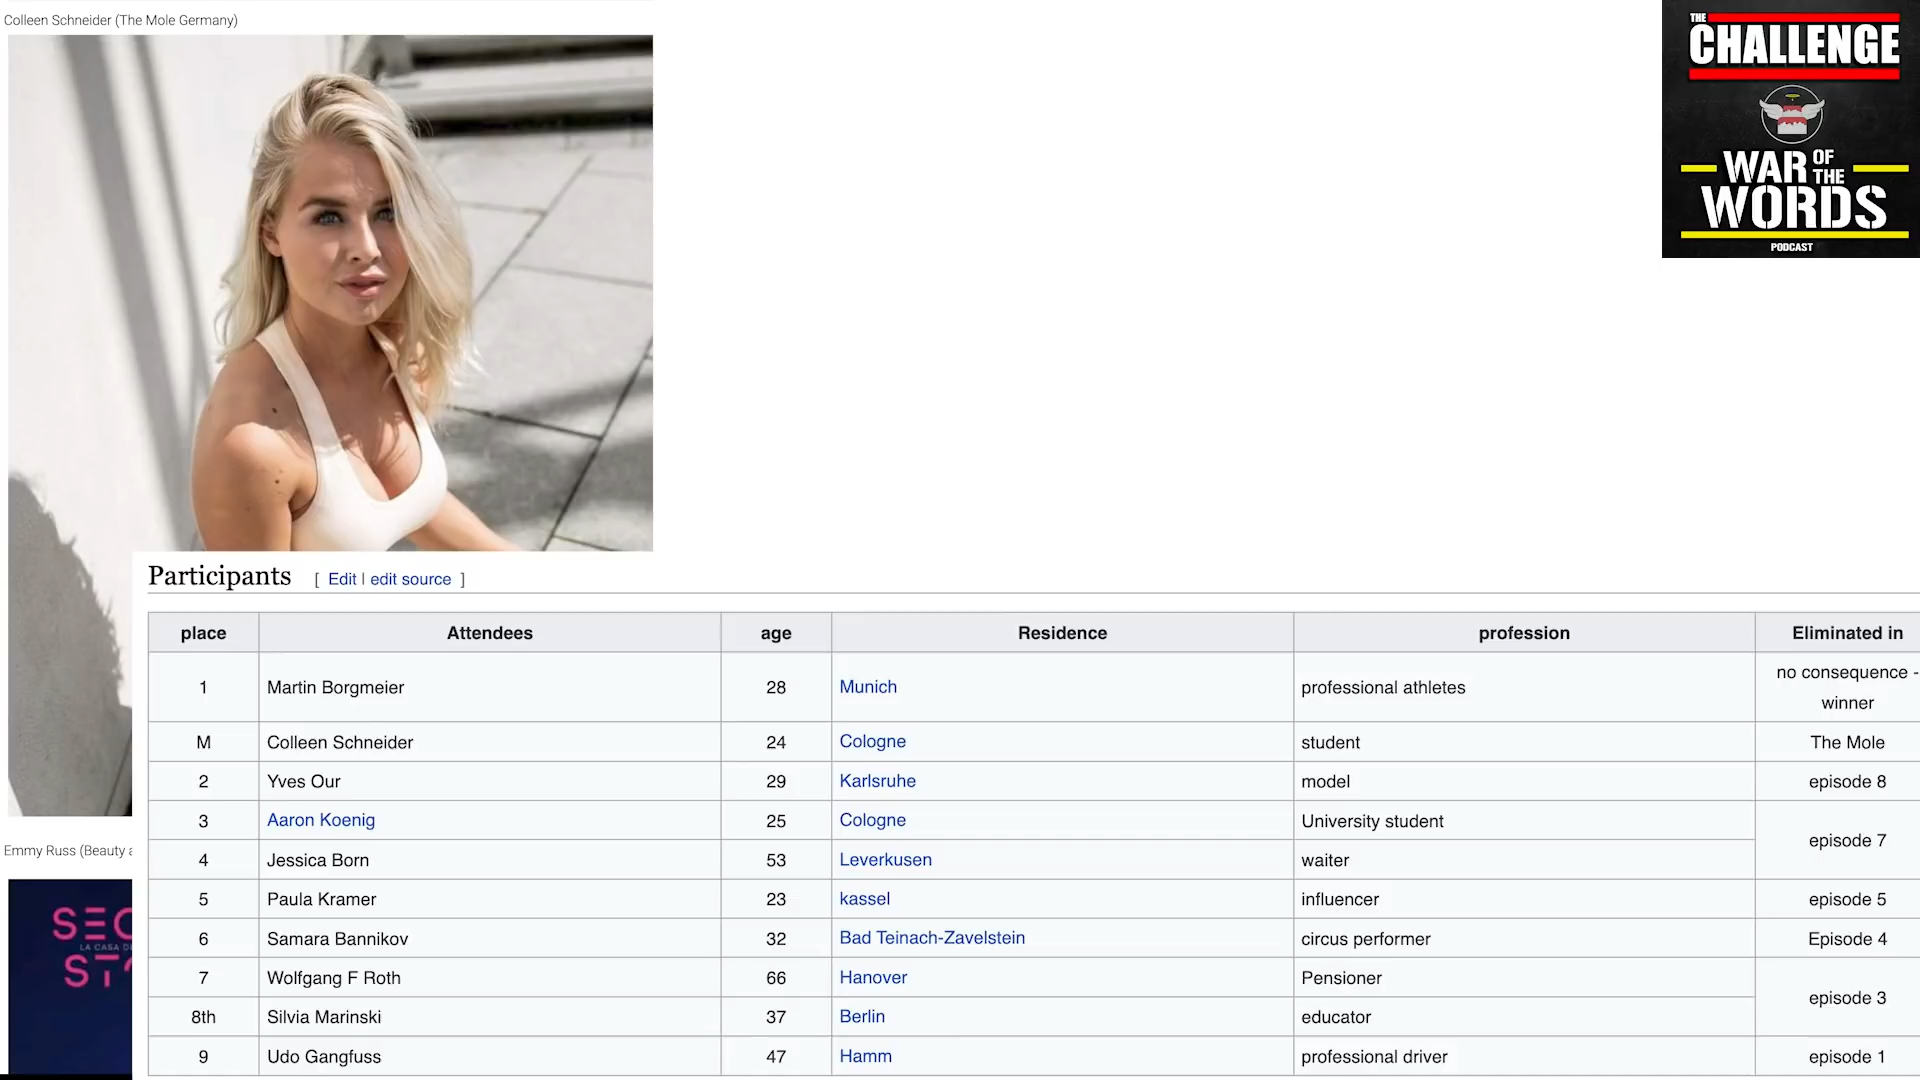 Colleen Schneider (The Mole Germany)
THE
CHALLENGE
WAR OF THE
WORDS
PODCAST
Participants [ Edit | edit source ]
place Attendees age Residence profession Eliminated in
1 Martin Borgmeier 28 Munich professional athletes no consequence - winner
M Colleen Schneider 24 Cologne student The Mole
2 Yves Our 29 Karlsruhe model episode 8
3 Aaron Koenig 25 Cologne University student episode 7
4 Jessica Born 53 Leverkusen waiter
5 Paula Kramer 23 kassel influencer episode 5
6 Samara Bannikov 32 Bad Teinach-Zavelstein circus performer Episode 4
7 Wolfgang F Roth 66 Hanover Pensioner episode 3
8th Silvia Marinski 37 Berlin educator
9 Udo Gangfuss 47 Hamm professional driver episode 1
Emmy Russ (Beauty
SEC
LA CASA
ST